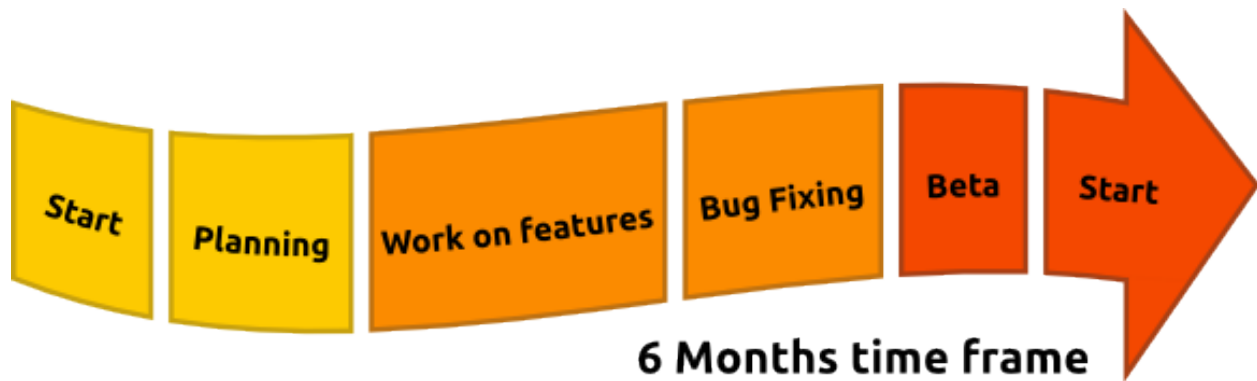 Start
Planning
Work on features
Bug Fixing
Beta
Start
6 Months time frame